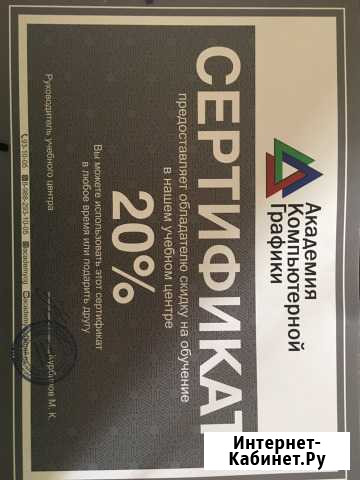 Академия
Компьютерной
Графики
СЕРТИФИКАТ
предоставляет обладателю скидку на обучение
в нашем учебном центре
20%
Вы можете использовать этот сертификат
в любое время или подарить другу
Руководитель учебного центра
М. К.
Интернет-
Кабинет.Ру